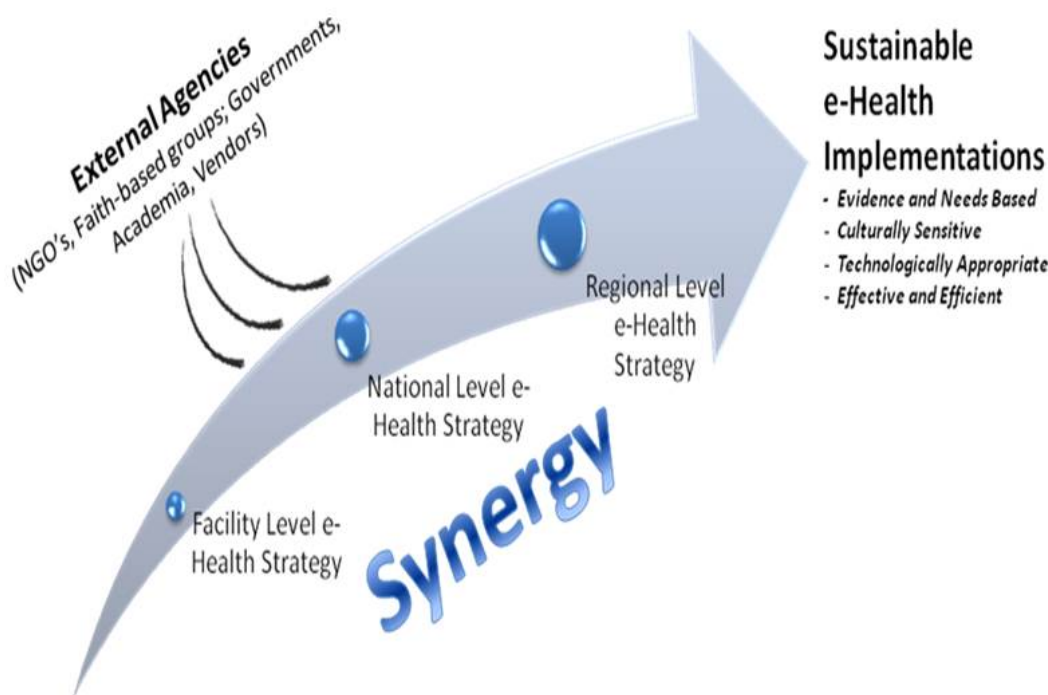 External Agencies
(NGO's, Faith-based groups; Governments,
Academia, Vendors)
Sustainable
e-Health
Implementations
- Evidence and Needs Based
- Culturally Sensitive
- Technologically Appropriate
- Effective and Efficient
Regional Level
e-Health
Strategy
National Level e-
Health Strategy
Facility Level e-
Health Strategy
Synergy